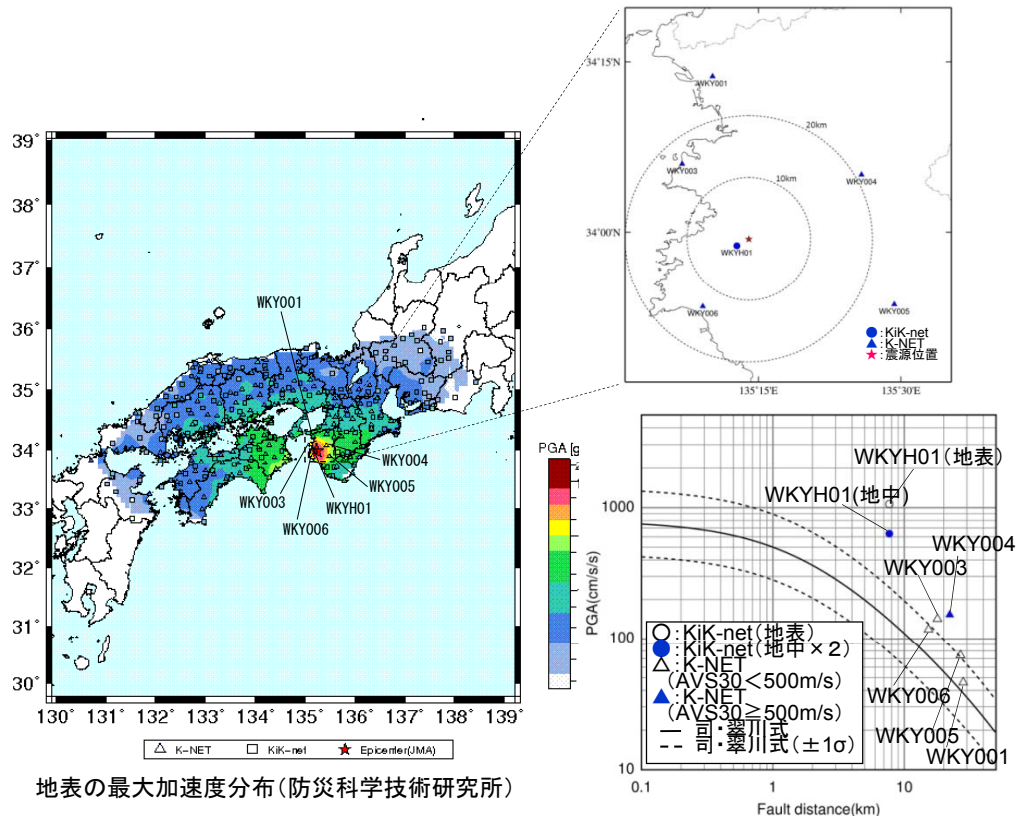 39°
38°
37°
36°
35°
34°
33°
32°
31°
30°
130°
131°
132°
133°
134°
135°
136°
137°
138°
139°
WKY001
WKY004
WKY005
WKYH01
WKY003
WKY006
△ K-NET □ KiK-net ★ Epicenter(JMA)
地表の最大加速度分布(防災科学技術研究所)
PGA [g
34°15'N
34°00'N
135°15'E
135°30'E
WKY001
20km
WKY003
WKY004
10km
WKYH01
WKY006
WKY005
●:KiK-net
▲:K-NET
★:震源位置
PGA(cm/s/s)
1000
100
10
0.1
1
10
Fault distance(km)
WKYH01(地表)
WKYH01(地中)
WKY004
WKY003
WKY006
WKY005
WKY001
○:KiK-net(地表)
●:KiK-net(地中×2)
△:K-NET
(AVS30<500m/s)
▲:K-NET
(AVS30≧500m/s)
― 司・翠川式
--- 司・翠川式(±1σ)